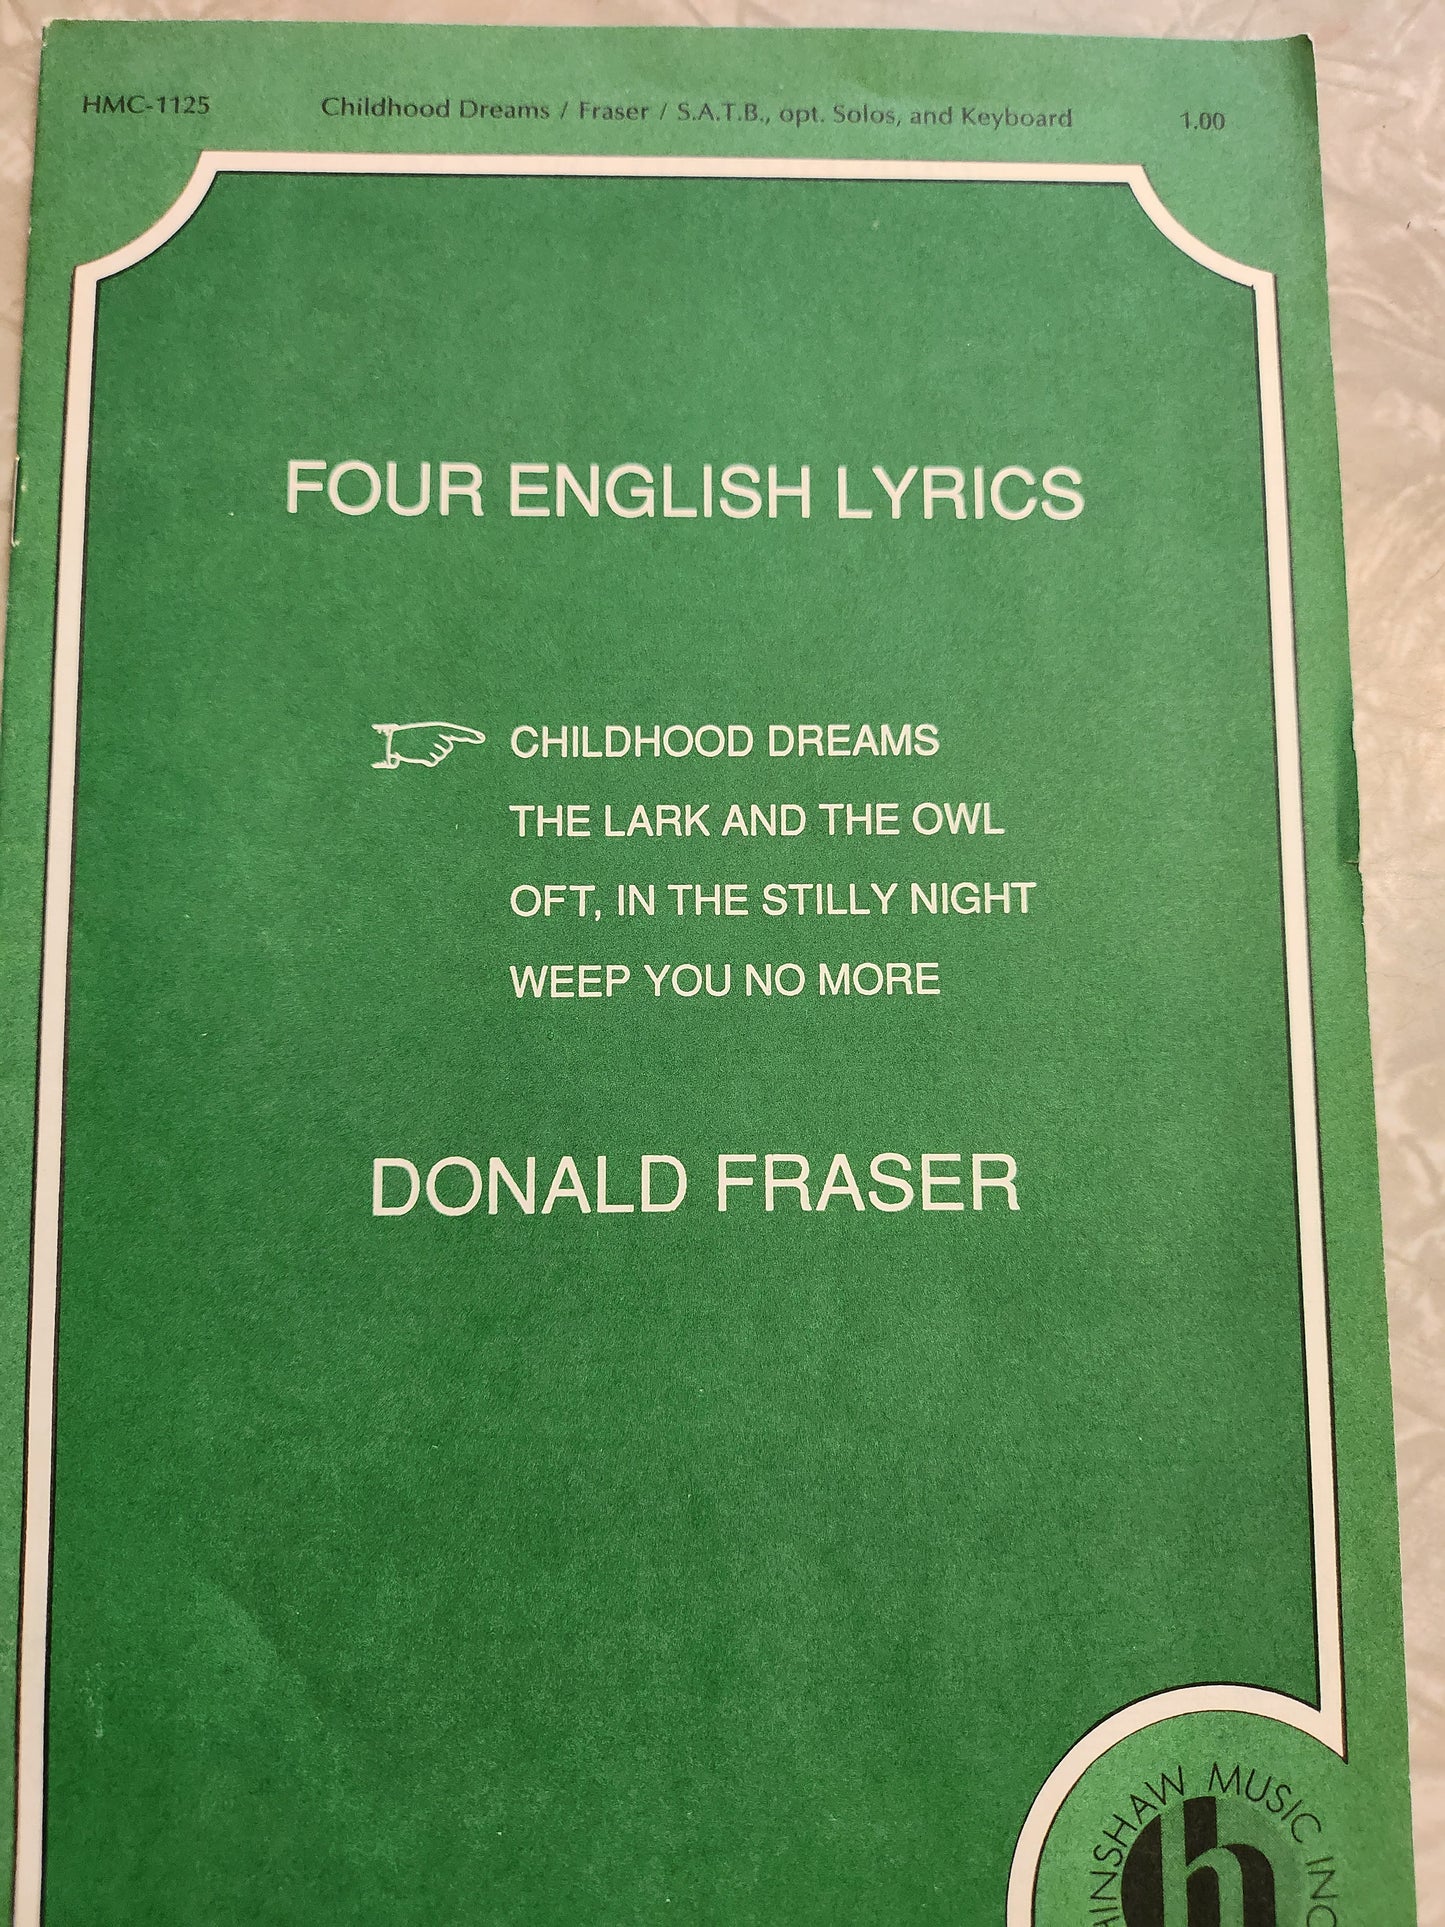 HMC-1125 Childhood Dreams / Fraser / S.A.T.B., opt. Solos, and Keyboard 1.00
FOUR ENGLISH LYRICS
CHILDHOOD DREAMS
THE LARK AND THE OWL
OFT, IN THE STILLY NIGHT
WEEP YOU NO MORE
DONALD FRASER
HINSHAW MUSIC INC
h